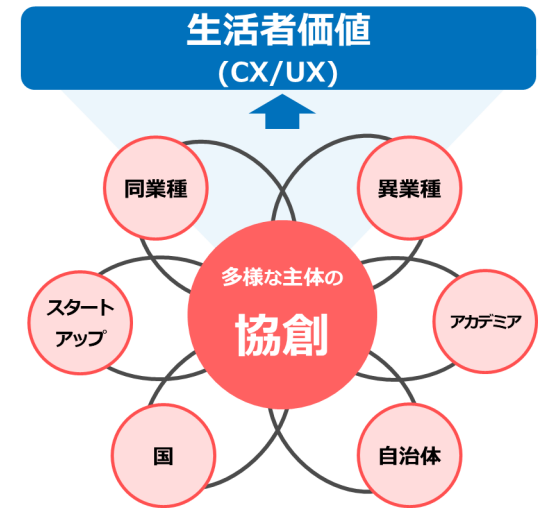 生活者価値
(CX/UX)
同業種
異業種
多様な主体の
協創
スタート
アップ
アカデミア
国
自治体